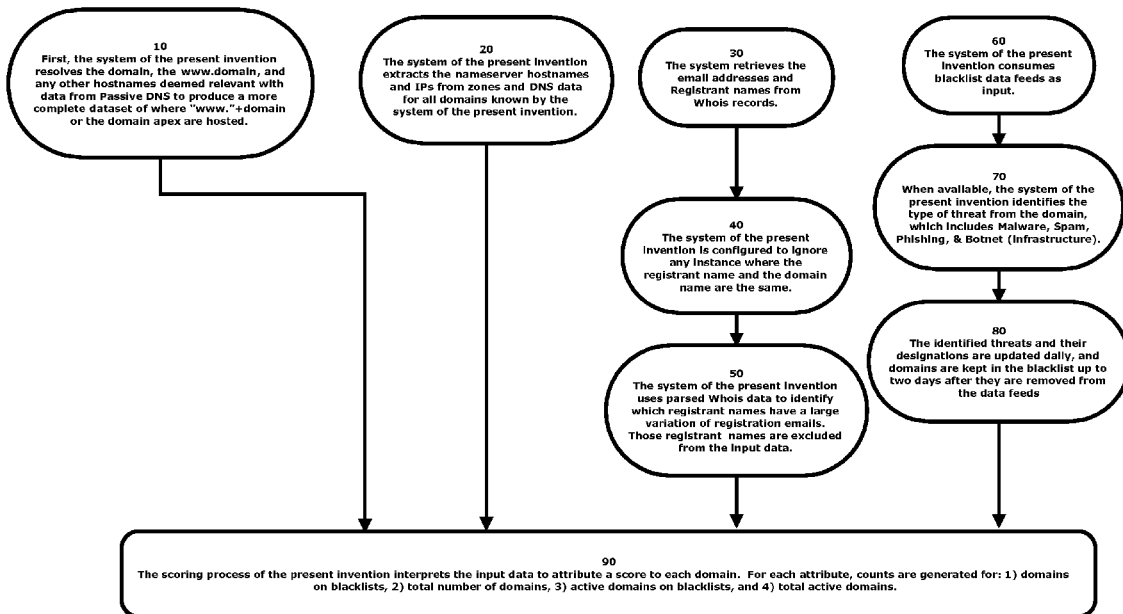 10
First, the system of the present invention
resolves the domain, the www.domain, and
any other hostnames deemed relevant with
data from Passive DNS to produce a more
complete dataset of where "www."+domain
or the domain apex are hosted.
20
The system of the present invention
extracts the nameserver hostnames
and IPs from zones and DNS data
for all domains known by the
system of the present invention.
30
The system retrieves the
email addresses and
Registrant names from
Whois records.
40
The system of the present
invention is configured to ignore
any instance where the
registrant name and the domain
name are the same.
50
The system of the present invention
uses parsed Whois data to identify
which registrant names have a large
variation of registration emails.
Those registrant names are excluded
from the input data.
60
The system of the present
invention consumes
blacklist data feeds as
input.
70
When available, the system of the
present invention identifies the
type of threat from the domain,
which includes Malware, Spam,
Phishing, & Botnet (infrastructure).
80
The identified threats and their
designations are updated daily, and
domains are kept in the blacklist up to
two days after they are removed from
the data feeds
90
The scoring process of the present invention interprets the input data to attribute a score to each domain. For each attribute, counts are generated for: 1) domains
on blacklists, 2) total number of domains, 3) active domains on blacklists, and 4) total active domains.